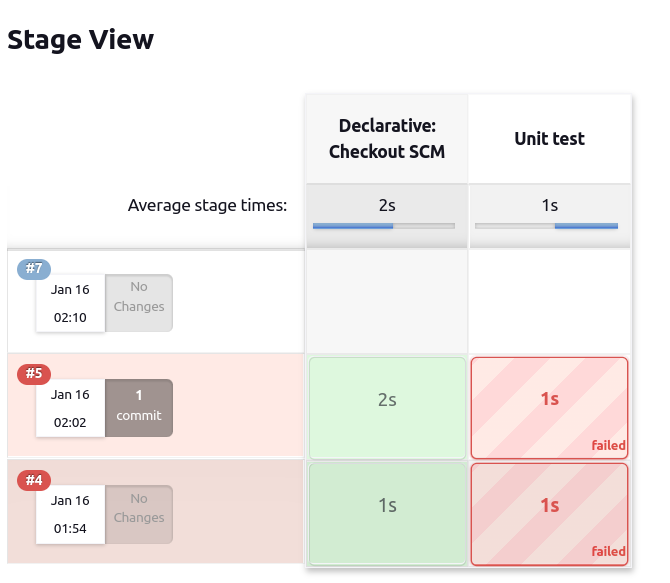 Stage View
Declarative:
Checkout SCM
Unit test
Average stage times:
2s
1s
#7
Jan 16
02:10
No
Changes
#5
Jan 16
02:02
1
commit
2s
1s
failed
#4
Jan 16
01:54
No
Changes
1s
1s
failed